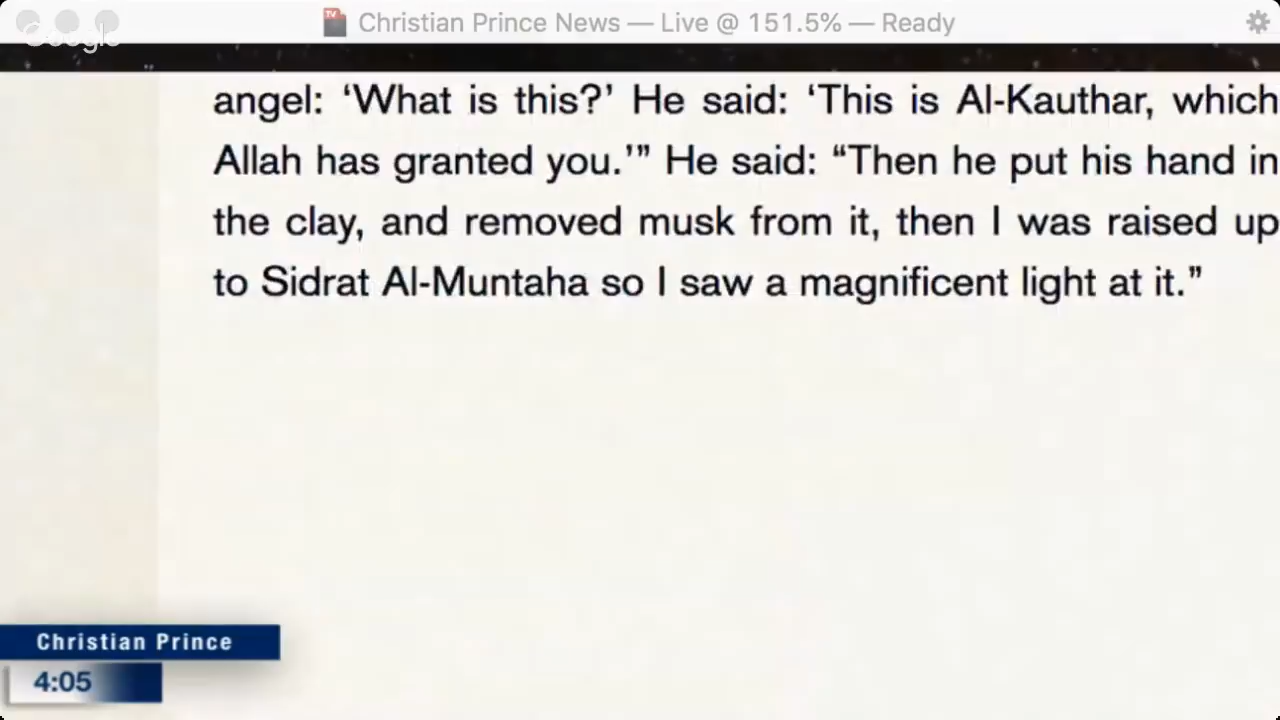 Christian Prince News — Live @ 151.5% — Ready
Google
angel: ‘What is this?’ He said: ‘This is Al-Kauthar, which
Allah has granted you.’” He said: “Then he put his hand in
the clay, and removed musk from it, then I was raised up
to Sidrat Al-Muntaha so I saw a magnificent light at it.”
Christian Prince
4:05